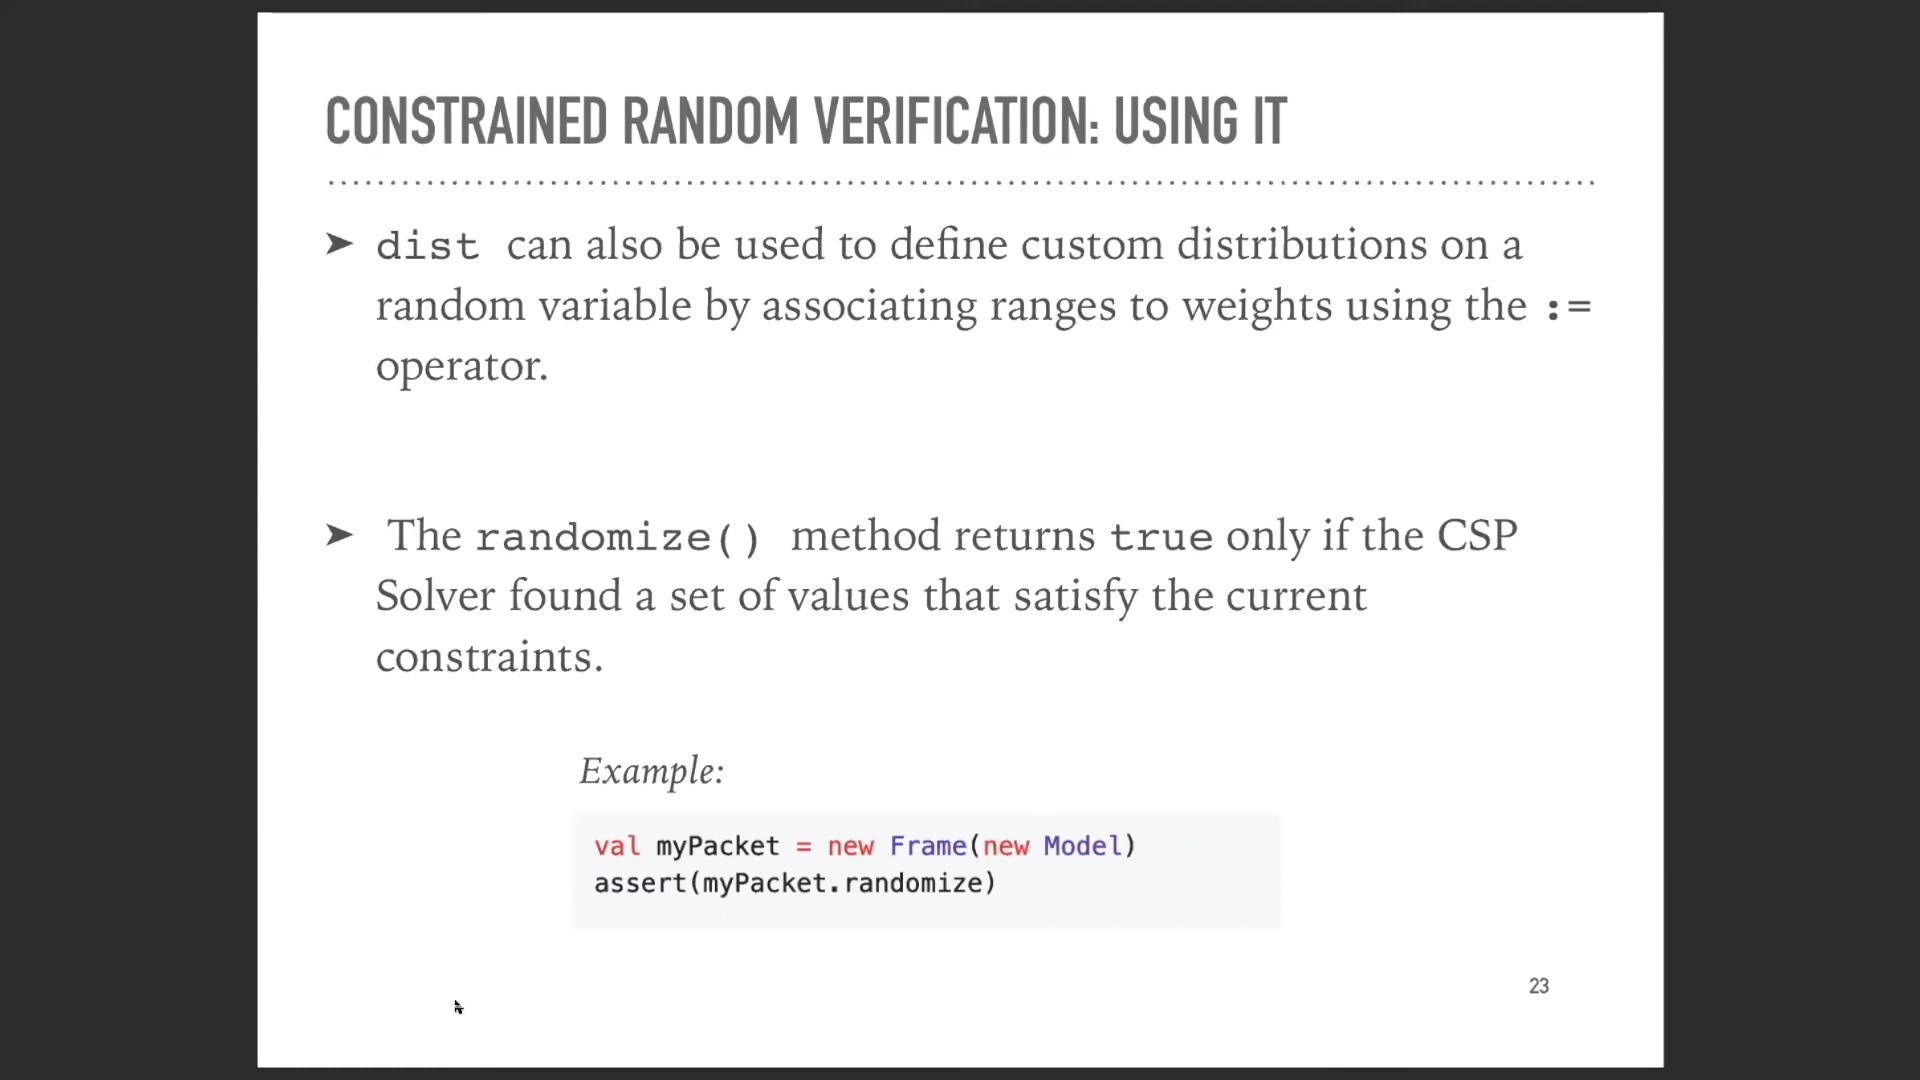 CONSTRAINED RANDOM VERIFICATION: USING IT
➤ dist can also be used to define custom distributions on a
random variable by associating ranges to weights using the :=
operator.
➤ The randomize() method returns true only if the CSP
Solver found a set of values that satisfy the current
constraints.
Example:
val myPacket = new Frame(new Model)
assert(myPacket.randomize)
23